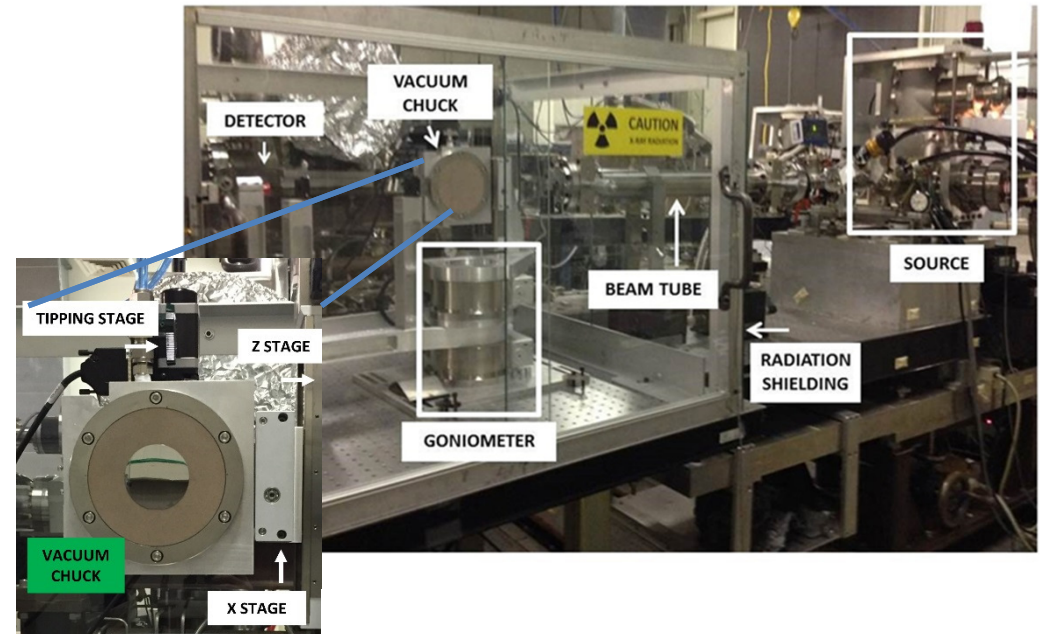 VACUUM
CHUCK
DETECTOR
CAUTION
X-RAY RADIATION
SOURCE
BEAM TUBE
RADIATION
SHIELDING
GONIOMETER
TIPPING STAGE
Z STAGE
VACUUM
CHUCK
X STAGE